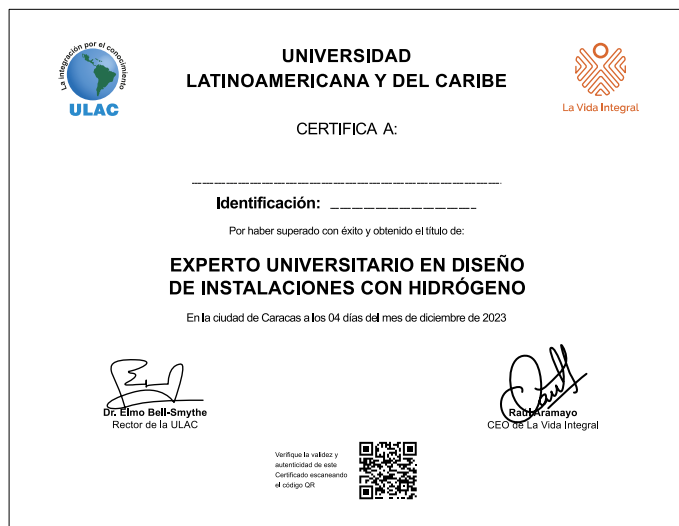 La integración por el conocimiento
ULAC
UNIVERSIDAD
LATINOAMERICANA Y DEL CARIBE
La Vida Integral
CERTIFICA A:
Identificación:
Por haber superado con éxito y obtenido el título de:
EXPERTO UNIVERSITARIO EN DISEÑO
DE INSTALACIONES CON HIDRÓGENO
En la ciudad de Caracas a los 04 días del mes de diciembre de 2023
Dr. Elmo Bell-Smythe
Rector de la ULAC
Raúl Aramayo
CEO de La Vida Integral
Verifique la validez y
autenticidad de este
Certificado escaneando
el código QR